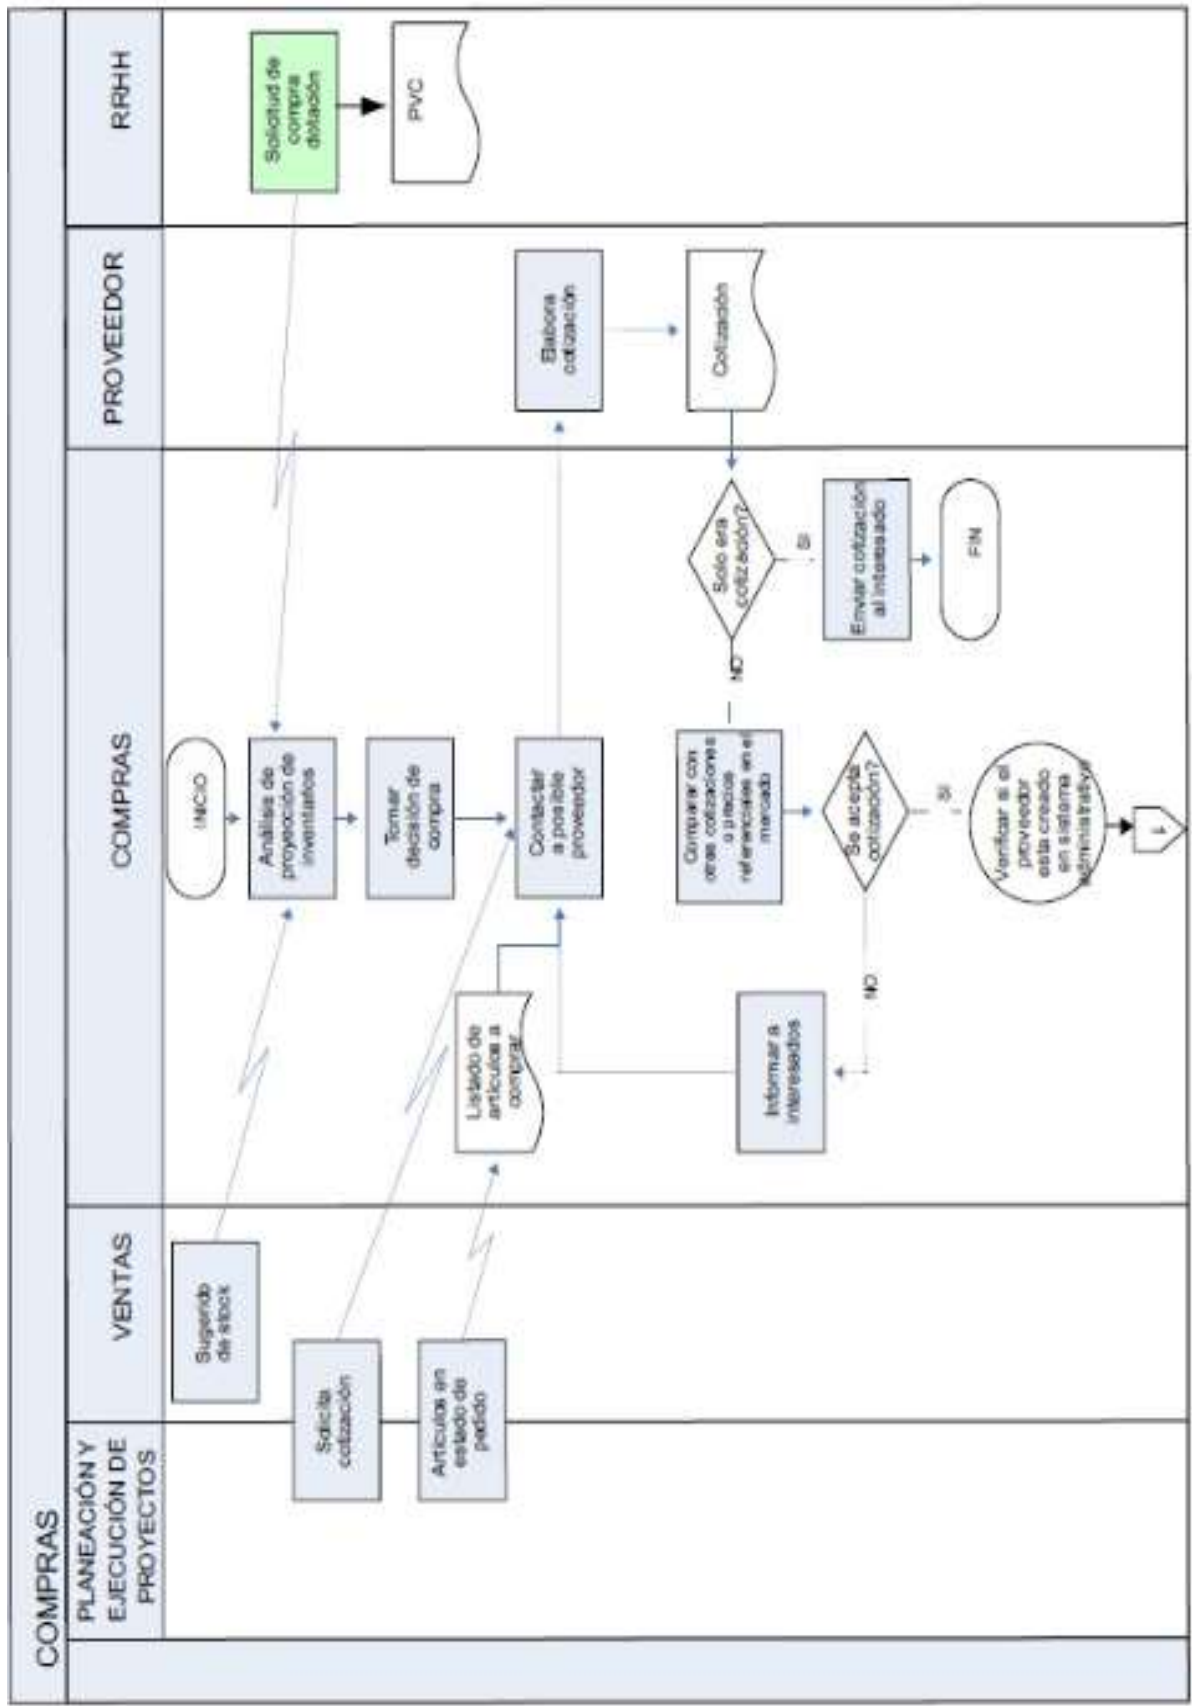 COMPRAS
PLANEACIÓN Y
EJECUCIÓN DE
PROYECTOS
VENTAS
COMPRAS
PROVEEDOR
RRHH
INICIO
Sugerido
de stock
Análisis de
proyección de
inventarios
Solicitud de
compra
dotación
Solicita
cotización
Tomar
decisión de
compra
PVC
Artículos en
estado de
pedido
Listado de
artículos a
comprar
Contactar
a posible
proveedor
Elabora
cotización
Cotización
Solo era
cotización?
NO
SI
Comparar con
otras cotizaciones
o precios
referenciales en el
mercado
Enviar cotización
al interesado
FIN
Informar a
interesados
Se acepta
cotización?
NO
SI
Verificar si el
proveedor
esta creado
en sistema
administrativo
1